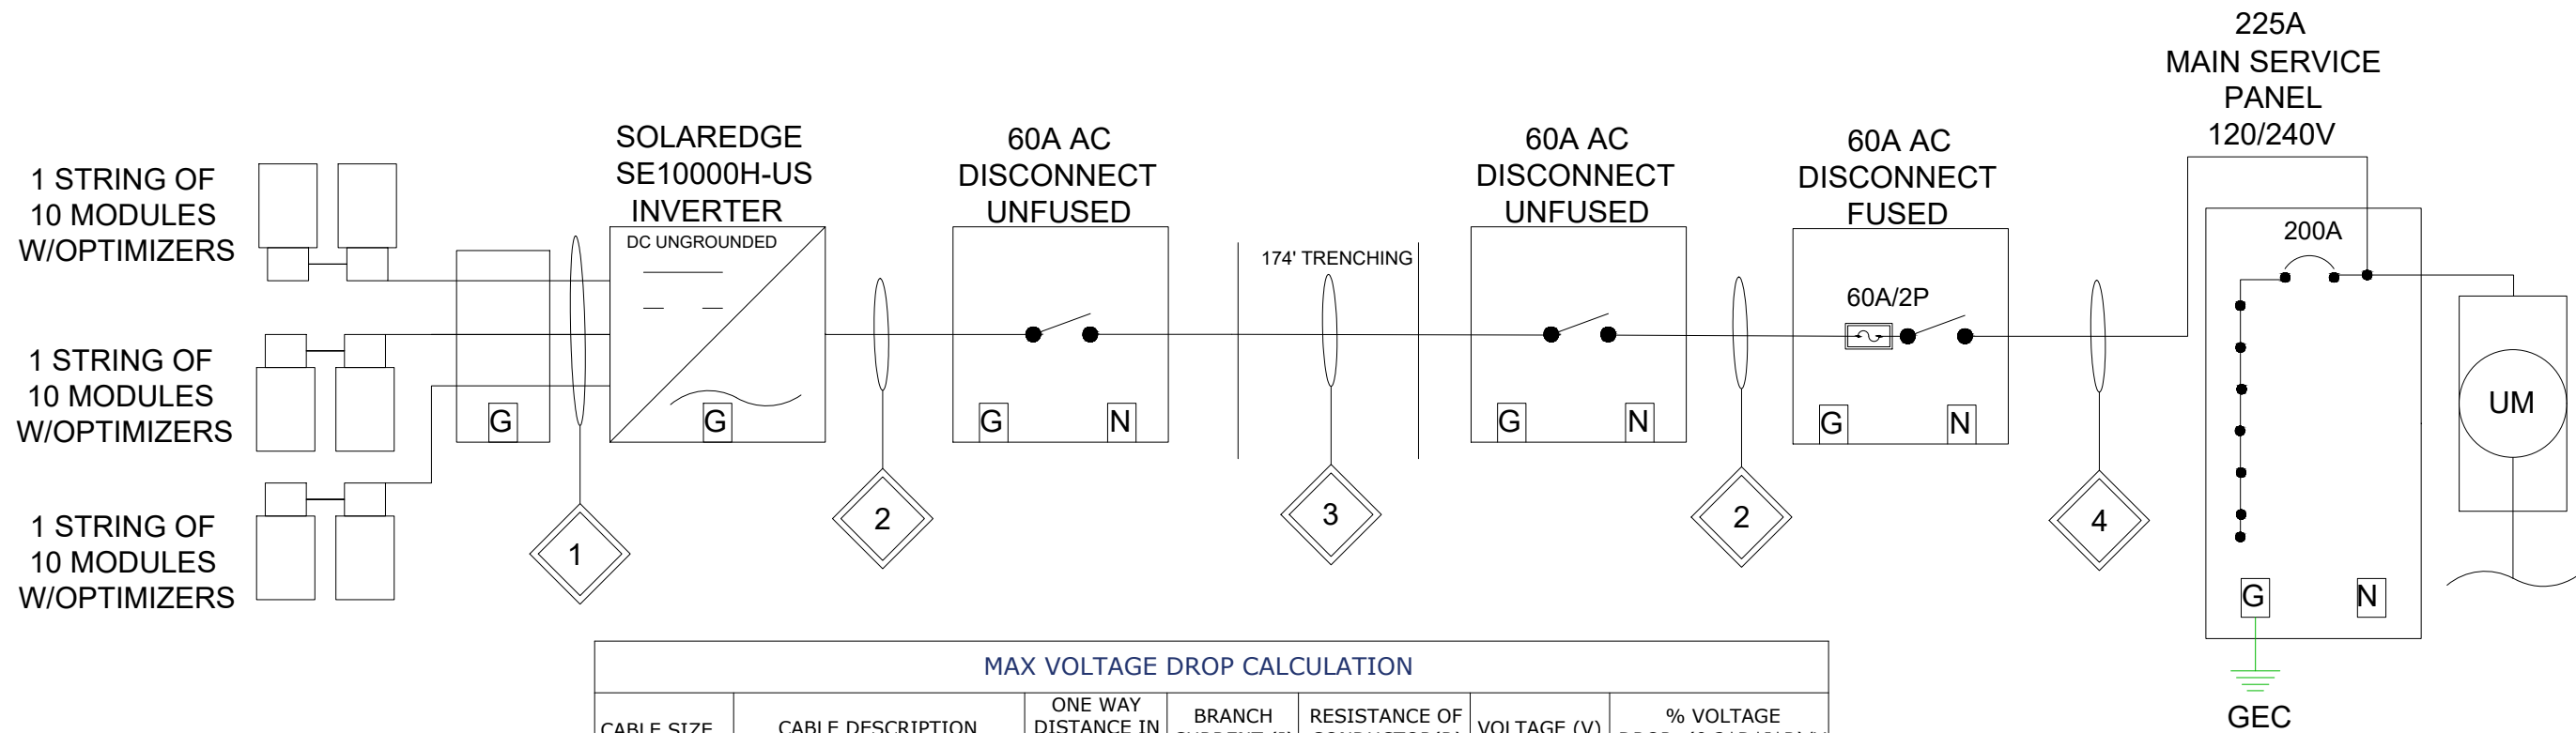 225A
MAIN SERVICE
PANEL
120/240V
SOLAREDGE
SE10000H-US
INVERTER
DC UNGROUNDED
60A AC
DISCONNECT
UNFUSED
60A AC
DISCONNECT
UNFUSED
60A AC
DISCONNECT
FUSED
1 STRING OF
10 MODULES
W/OPTIMIZERS
1 STRING OF
10 MODULES
W/OPTIMIZERS
1 STRING OF
10 MODULES
W/OPTIMIZERS
174' TRENCHING
60A/2P
200A
UM
G
G
G
N
G
N
G
N
G
N
1
2
3
2
4
GEC
MAX VOLTAGE DROP CALCULATION
CABLE SIZE
CABLE DESCRIPTION
ONE WAY
DISTANCE IN
BRANCH
RESISTANCE OF
VOLTAGE (V)
% VOLTAGE